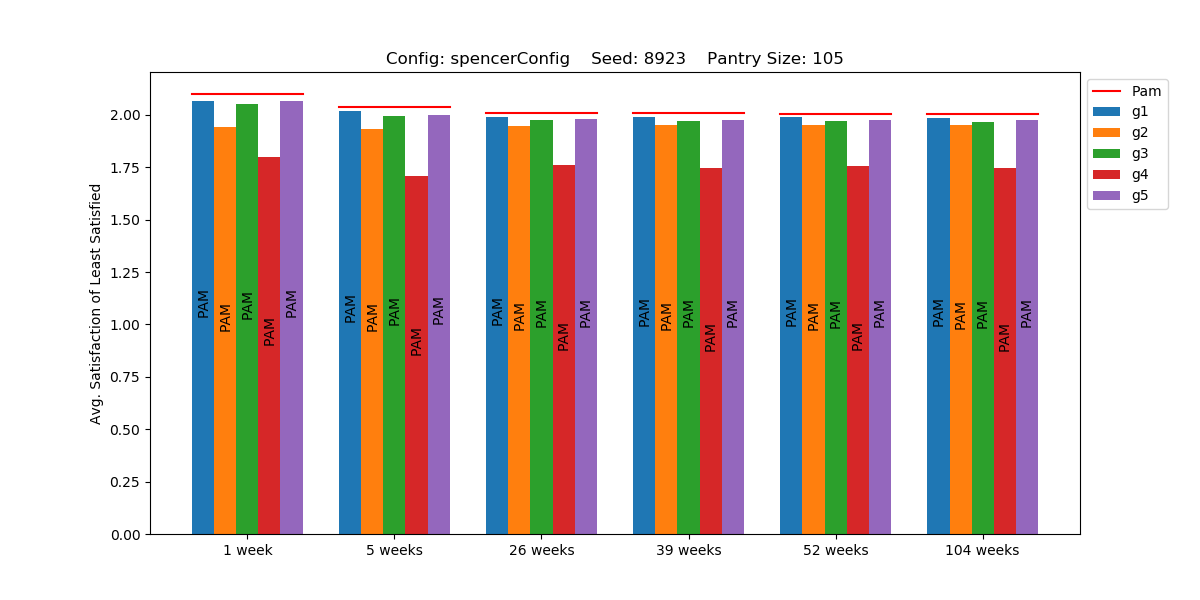 Config: spencerConfig    Seed: 8923    Pantry Size: 105
Avg. Satisfaction of Least Satisfied
2.00
1.75
1.50
1.25
1.00
0.75
0.50
0.25
0.00
PAM PAM PAM PAM PAM
PAM PAM PAM PAM PAM
PAM PAM PAM PAM PAM
PAM PAM PAM PAM PAM
PAM PAM PAM PAM PAM
PAM PAM PAM PAM PAM
1 week 5 weeks 26 weeks 39 weeks 52 weeks 104 weeks
Pam
g1
g2
g3
g4
g5